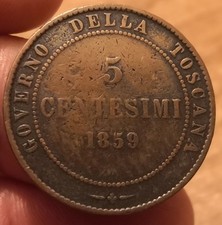 GOVERNO DELLA TOSCANA
5
CENTESIMI
1859